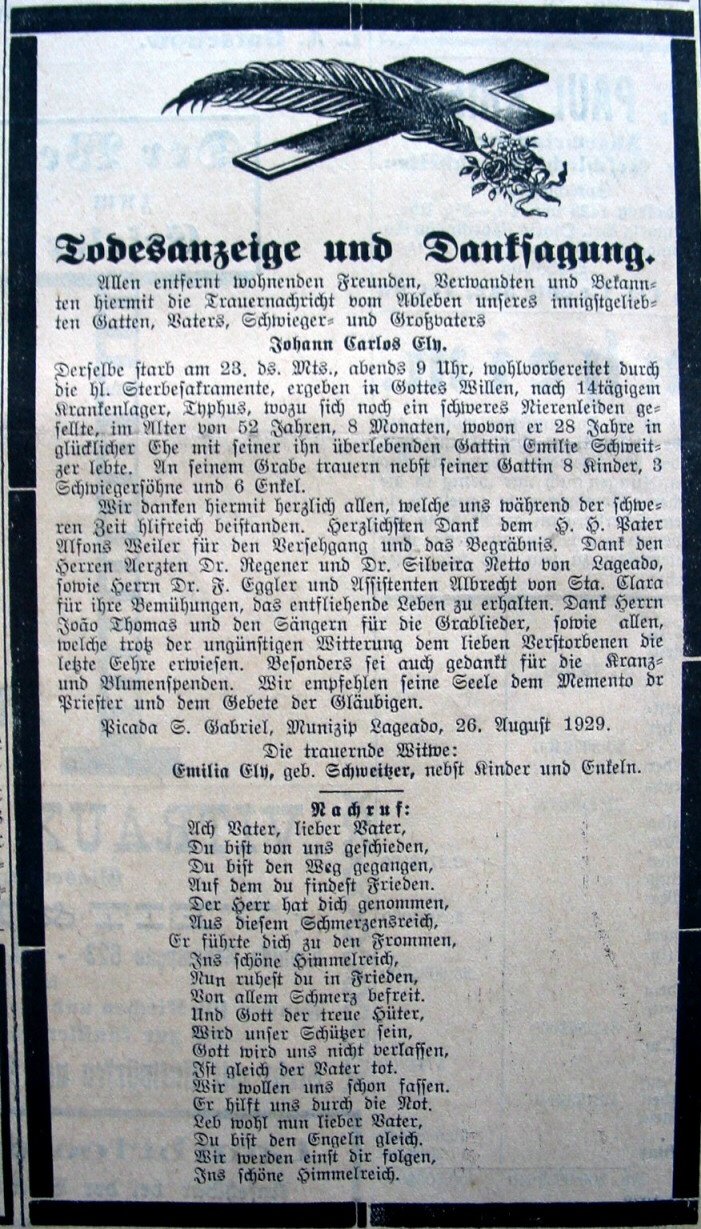 Todesanzeige und Danksagung.
Allen entfernt wohnenden Freunden, Verwandten und Bekann-
ten hiermit die Trauernachricht vom Ableben unseres innigstgelieb-
ten Gatten, Vaters, Schwieger- und Großvaters
Johann Carlos Ely.
Derselbe starb am 23. ds. Mts., abends 9 Uhr, wohlvorbereitet durch
die hl. Sterbesakramente, ergeben in Gottes Willen, nach 14tägigem
Krankenlager, Typhus, wozu sich noch ein schweres Nierenleiden ge-
sellte, im Alter von 52 Jahren, 8 Monaten, wovon er 28 Jahre in
glücklicher Ehe mit seiner ihn überlebenden Gattin Emilie Schweit-
zer lebte. An seinem Grabe trauern nebst seiner Gattin 8 Kinder, 3
Schwiegersöhne und 6 Enkel.
Wir danken hiermit herzlich allen, welche uns während der schwe-
ren Zeit hlifreich beistanden. Herzlichsten Dank dem H. H. Pater
Alfons Weiler für den Versehgang und das Begräbnis. Dank den
Herren Aerzten Dr. Regener und Dr. Silveira Netto von Lageado,
sowie Herrn Dr. F. Eggler und Assistenten Albrecht von Sta. Clara
für ihre Bemühungen, das entfliehende Leben zu erhalten. Dank Herrn
João Thomas und den Sängern für die Grablieder, sowie allen,
welche trotz der ungünstigen Witterung dem lieben Verstorbenen die
letzte Eehre erwiesen. Besonders sei auch gedankt für die Kranz-
und Blumenspenden. Wir empfehlen seine Seele dem Memento dr
Priester und dem Gebete der Gläubigen.
Picada S. Gabriel, Munizip Lageado, 26. August 1929.
Die trauernde Witwe:
Emilia Ely, geb. Schweitzer, nebst Kinder und Enkeln.
Nachruf:
Ach Vater, lieber Vater,
Du bist von uns geschieden,
Du bist den Weg gegangen,
Auf dem du findest Frieden.
Der Herr hat dich genommen,
Aus diesem Schmerzensreich,
Er führte dich zu den Frommen,
Ins schöne Himmelreich,
Nun ruhest du in Frieden,
Von allem Schmerz befreit.
Und Gott der treue Hüter,
Wird unser Schützer sein,
Gott wird uns nicht verlassen,
Ist gleich der Vater tot.
Wir wollen uns schon fassen.
Er hilft uns durch die Not.
Leb wohl nun lieber Vater,
Du bist den Engeln gleich.
Wir werden einst dir folgen,
Ins schöne Himmelreich.